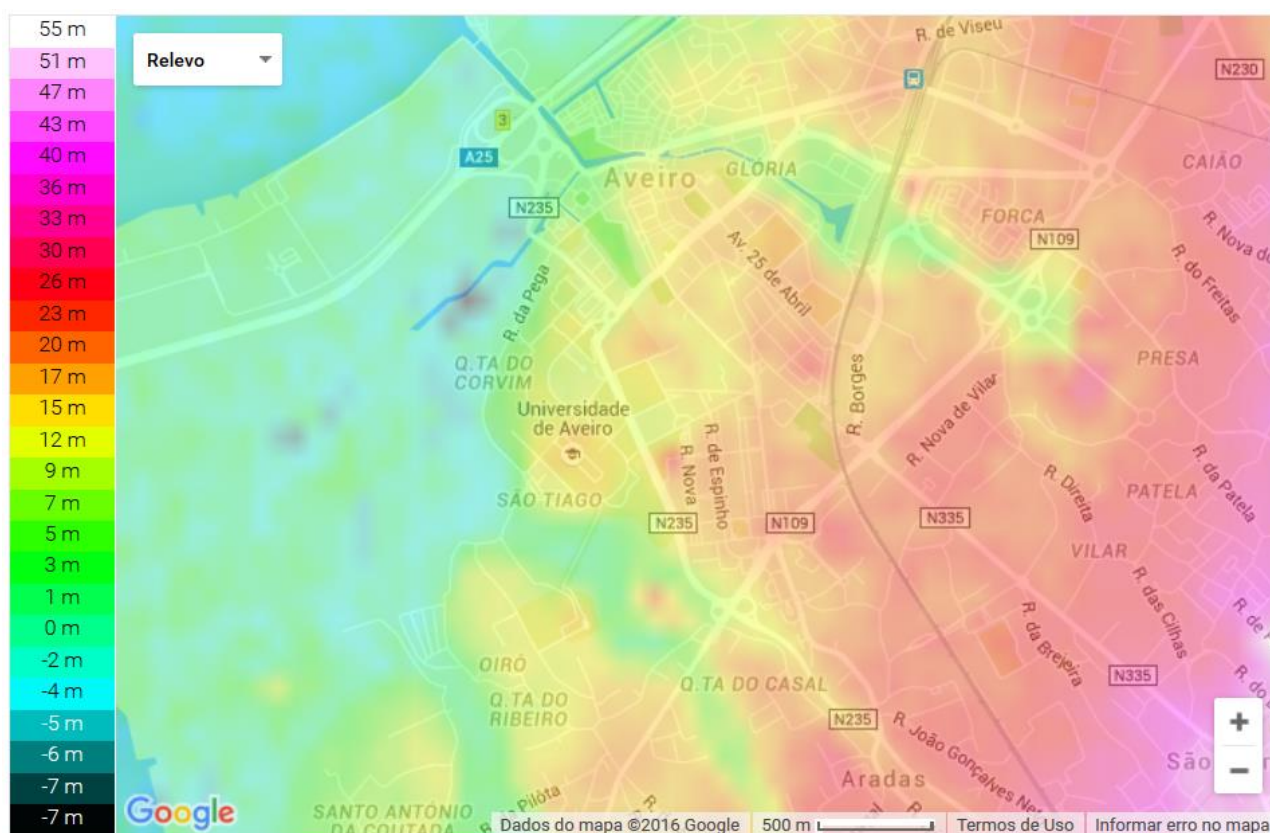 55 m
51 m
47 m
43 m
40 m
36 m
33 m
30 m
26 m
23 m
20 m
17 m
15 m
12 m
9 m
7 m
5 m
3 m
1 m
0 m
-2 m
-4 m
-5 m
-6 m
-7 m
-7 m
Relevo
R. de Viseu
N230
3
A25
Aveiro
GLÓRIA
CAIÃO
N235
FORCA
N109
R. Nova do
R. do Freitas
Av. 25 de Abril
R. da Pega
Q.TA DO
CORVIM
PRESA
R. Borges
Universidade
de Aveiro
R. Nova de Vilar
R. Nova
R. de Espinho
R. Direita
PATELA
R. da Patela
SÃO TIAGO
N235
N109
N335
VILAR
R. das Cilhas
R. da Brejeira
OIRÓ
Q.TA DO
RIBEIRO
Q.TA DO CASAL
N335
N235
R. João Gonçalves Net
Aradas
São
+
−
SANTO ANTÓNIO
DA COUTADA
Pilôta
R.
Google
Dados do mapa ©2016 Google
500 m
Termos de Uso
Informar erro no mapa